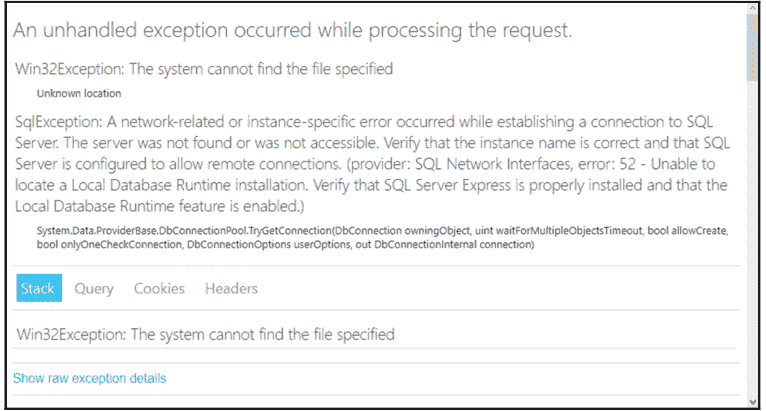 An unhandled exception occurred while processing the request.
Win32Exception: The system cannot find the file specified
Unknown location
SqlException: A network-related or instance-specific error occurred while establishing a connection to SQL
Server. The server was not found or was not accessible. Verify that the instance name is correct and that SQL
Server is configured to allow remote connections. (provider: SQL Network Interfaces, error: 52 - Unable to
locate a Local Database Runtime installation. Verify that SQL Server Express is properly installed and that the
Local Database Runtime feature is enabled.)
System.Data.ProviderBase.DbConnectionPool.TryGetConnection(DbConnection owningObject, uint waitForMultipleObjectsTimeout, bool allowCreate,
bool onlyOneCheckConnection, DbConnectionOptions userOptions, out DbConnectionInternal connection)
Stack Query Cookies Headers
Win32Exception: The system cannot find the file specified
Show raw exception details